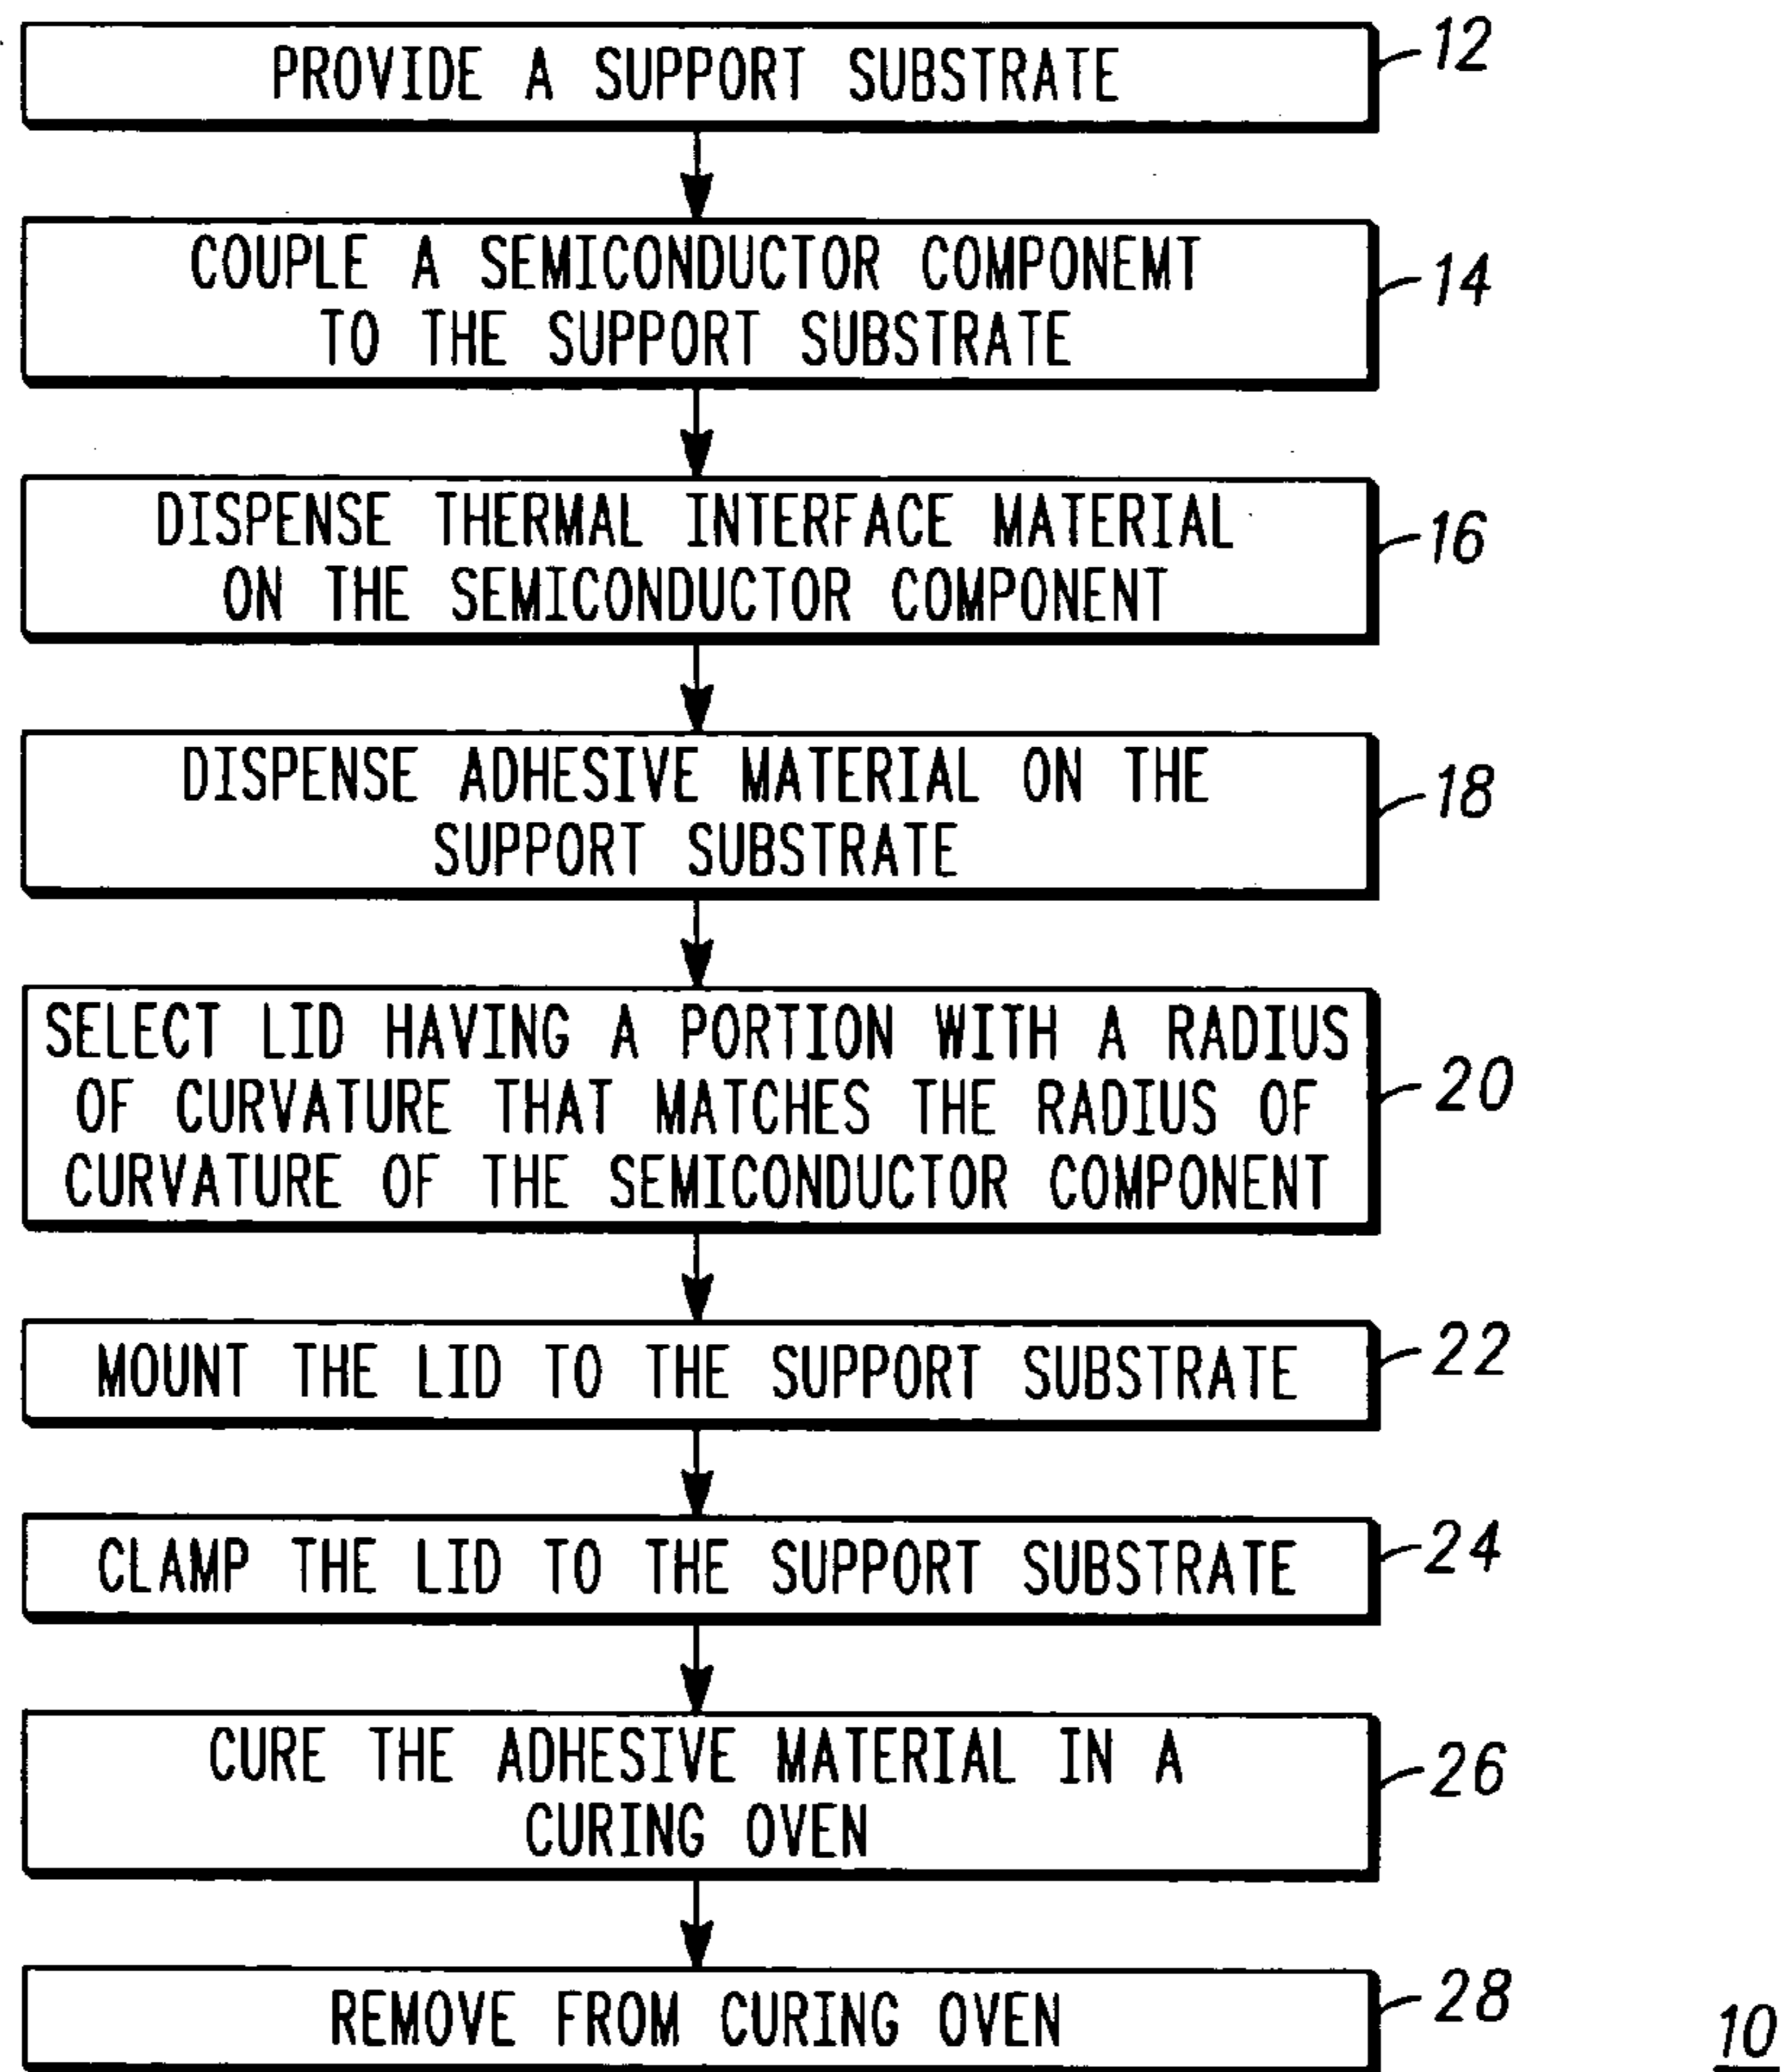 PROVIDE A SUPPORT SUBSTRATE
12
COUPLE A SEMICONDUCTOR COMPONEMT
TO THE SUPPORT SUBSTRATE
14
DISPENSE THERMAL INTERFACE MATERIAL
ON THE SEMICONDUCTOR COMPONENT
16
DISPENSE ADHESIVE MATERIAL ON THE
SUPPORT SUBSTRATE
18
SELECT LID HAVING A PORTION WITH A RADIUS
OF CURVATURE THAT MATCHES THE RADIUS OF
CURVATURE OF THE SEMICONDUCTOR COMPONENT
20
MOUNT THE LID TO THE SUPPORT SUBSTRATE
22
CLAMP THE LID TO THE SUPPORT SUBSTRATE
24
CURE THE ADHESIVE MATERIAL IN A
CURING OVEN
26
REMOVE FROM CURING OVEN
28
10